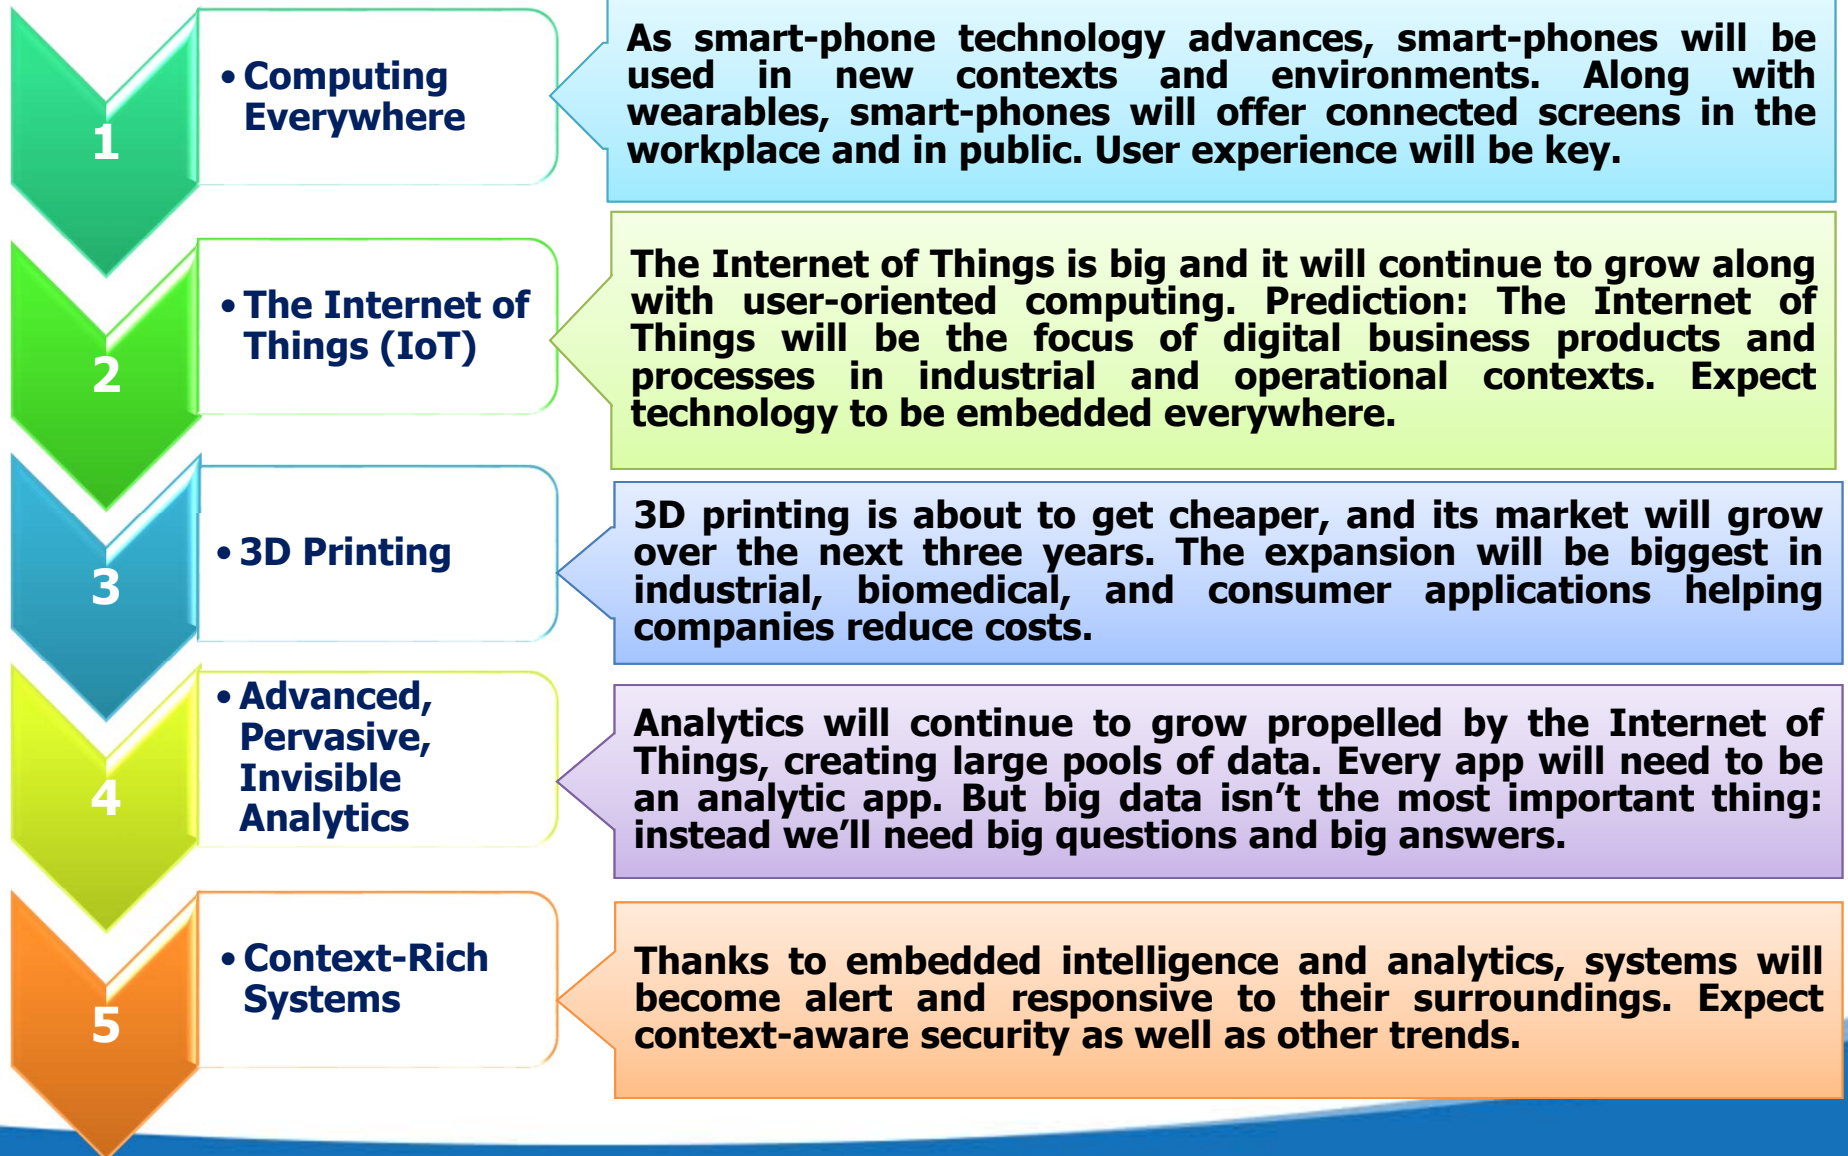 1
• Computing
Everywhere
As smart-phone technology advances, smart-phones will be
used in new contexts and environments. Along with
wearables, smart-phones will offer connected screens in the
workplace and in public. User experience will be key.
2
• The Internet of
Things (IoT)
The Internet of Things is big and it will continue to grow along
with user-oriented computing. Prediction: The Internet of
Things will be the focus of digital business products and
processes in industrial and operational contexts. Expect
technology to be embedded everywhere.
3
• 3D Printing
3D printing is about to get cheaper, and its market will grow
over the next three years. The expansion will be biggest in
industrial, biomedical, and consumer applications helping
companies reduce costs.
4
• Advanced,
Pervasive,
Invisible
Analytics
Analytics will continue to grow propelled by the Internet of
Things, creating large pools of data. Every app will need to be
an analytic app. But big data isn’t the most important thing:
instead we’ll need big questions and big answers.
5
• Context-Rich
Systems
Thanks to embedded intelligence and analytics, systems will
become alert and responsive to their surroundings. Expect
context-aware security as well as other trends.